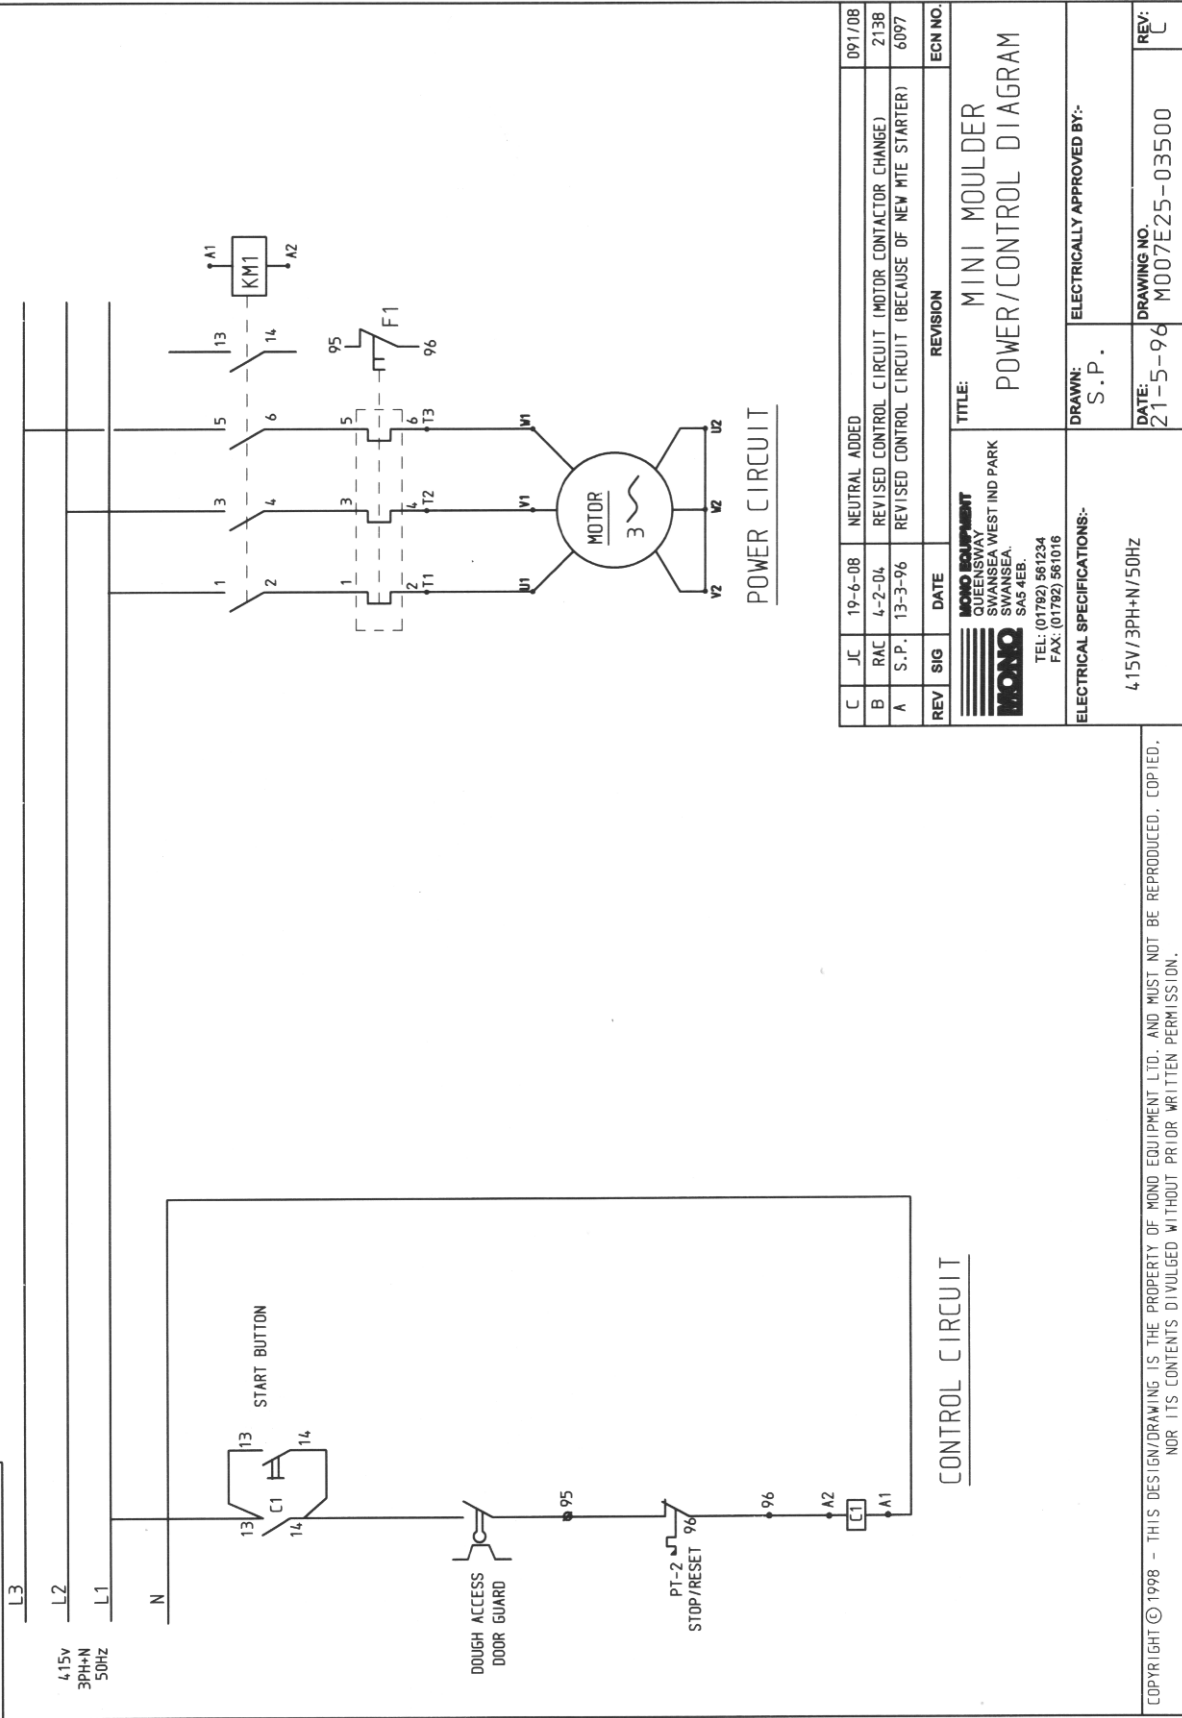 L3
L2
L1
N
415v
3PH+N
50Hz
13
C1
14
13
14
START BUTTON
DOUGH ACCESS
DOOR GUARD
95
PT-2
STOP/RESET
96
96
A2
C1
A1
CONTROL CIRCUIT
1
2
3
4
5
6
13
14
A1
KM1
A2
1
2
T1
3
4
T2
5
6
T3
95
96
F1
U1
V1
W1
MOTOR
3~
V2
W2
U2
POWER CIRCUIT
C JC 19-6-08 NEUTRAL ADDED 091/08
B RAC 4-2-04 REVISED CONTROL CIRCUIT (MOTOR CONTACTOR CHANGE) 2138
A S.P. 13-3-96 REVISED CONTROL CIRCUIT (BECAUSE OF NEW MTE STARTER) 6097
REV SIG DATE REVISION ECN NO.
MONO
MONO EQUIPMENT
QUEENSWAY
SWANSEA WEST IND PARK
SWANSEA.
SA5 4EB.
TEL: (01792) 561234
FAX: (01792) 561016
TITLE:
MINI MOULDER
POWER/CONTROL DIAGRAM
ELECTRICAL SPECIFICATIONS:-
415V/3PH+N/50HZ
DRAWN:
S.P.
ELECTRICALLY APPROVED BY:-
DATE:
21-5-96
DRAWING NO.
M007E25-03500
REV:
C
COPYRIGHT © 1998 - THIS DESIGN/DRAWING IS THE PROPERTY OF MONO EQUIPMENT LTD. AND MUST NOT BE REPRODUCED, COPIED,
NOR ITS CONTENTS DIVULGED WITHOUT PRIOR WRITTEN PERMISSION.